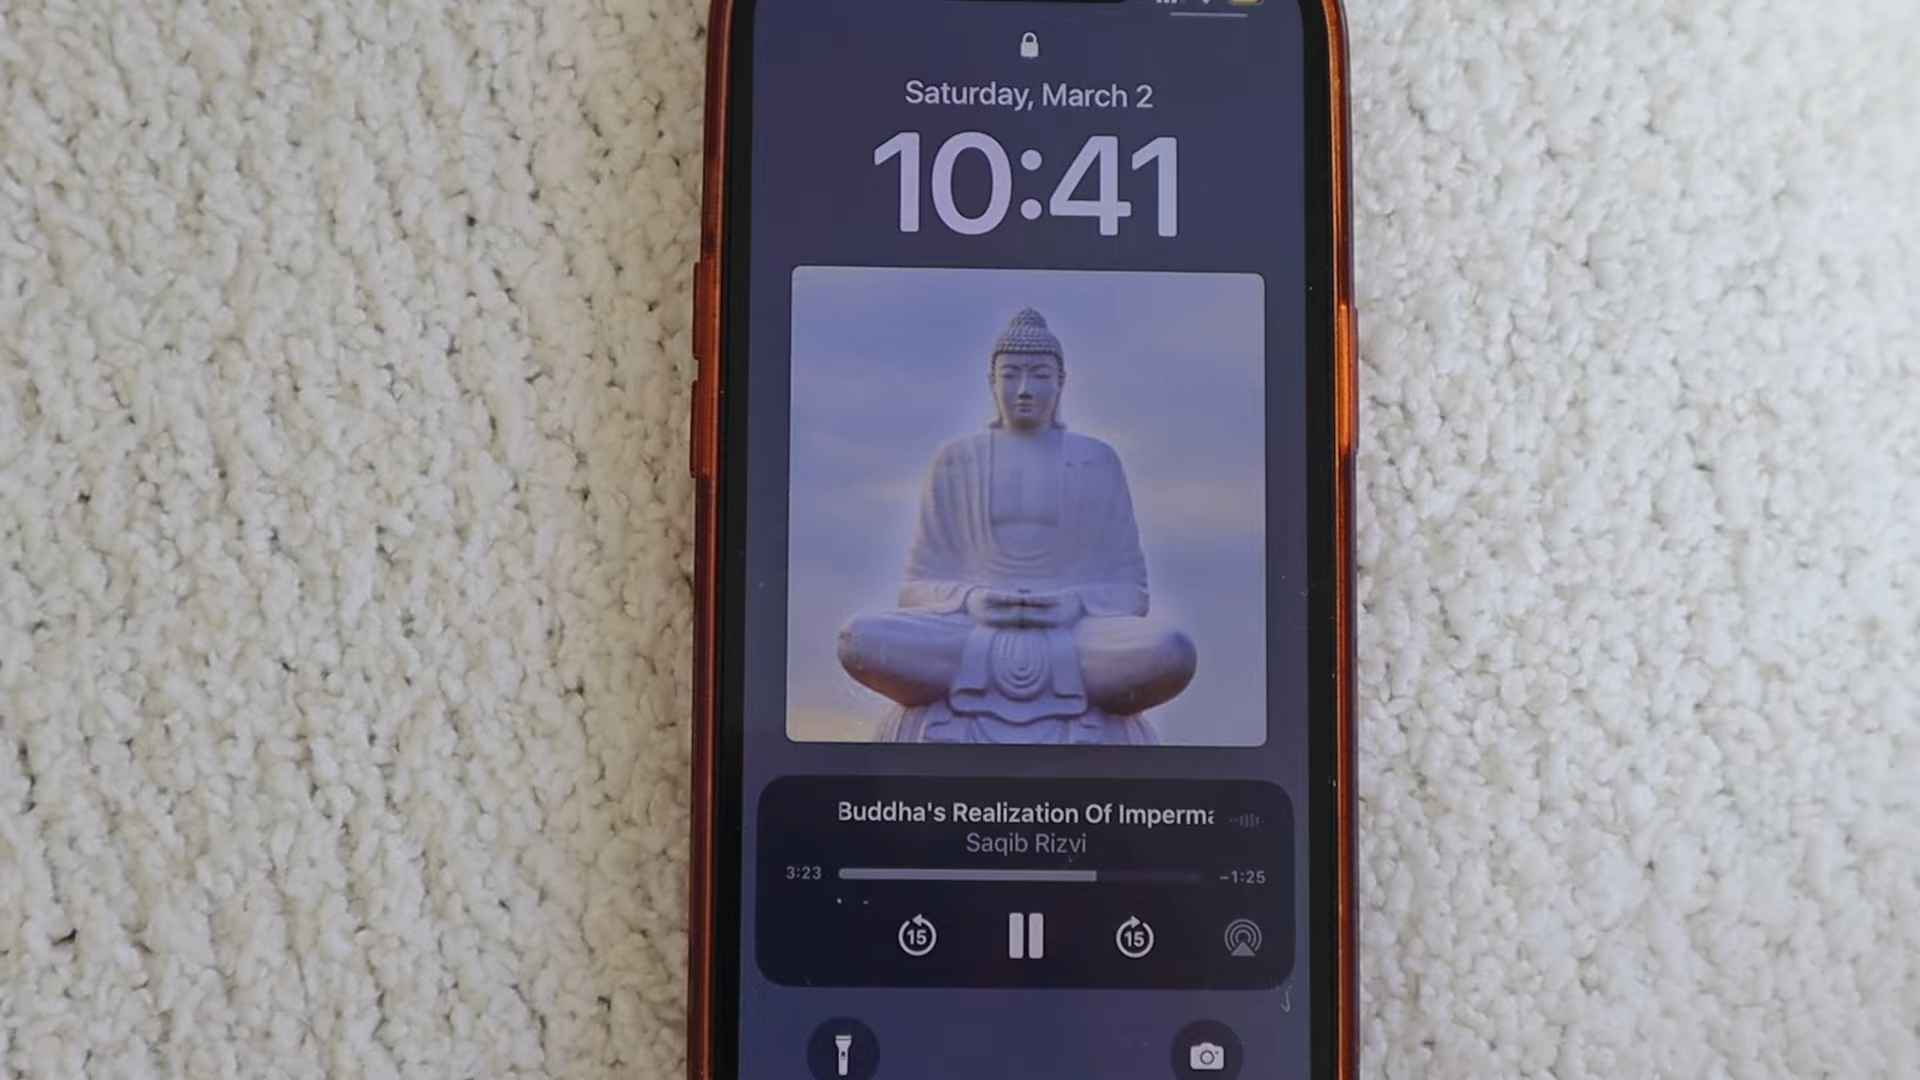 Saturday, March 2
10:41
Buddha's Realization Of Imperma
Saqib Rizvi
3:23
-1:25
15
15